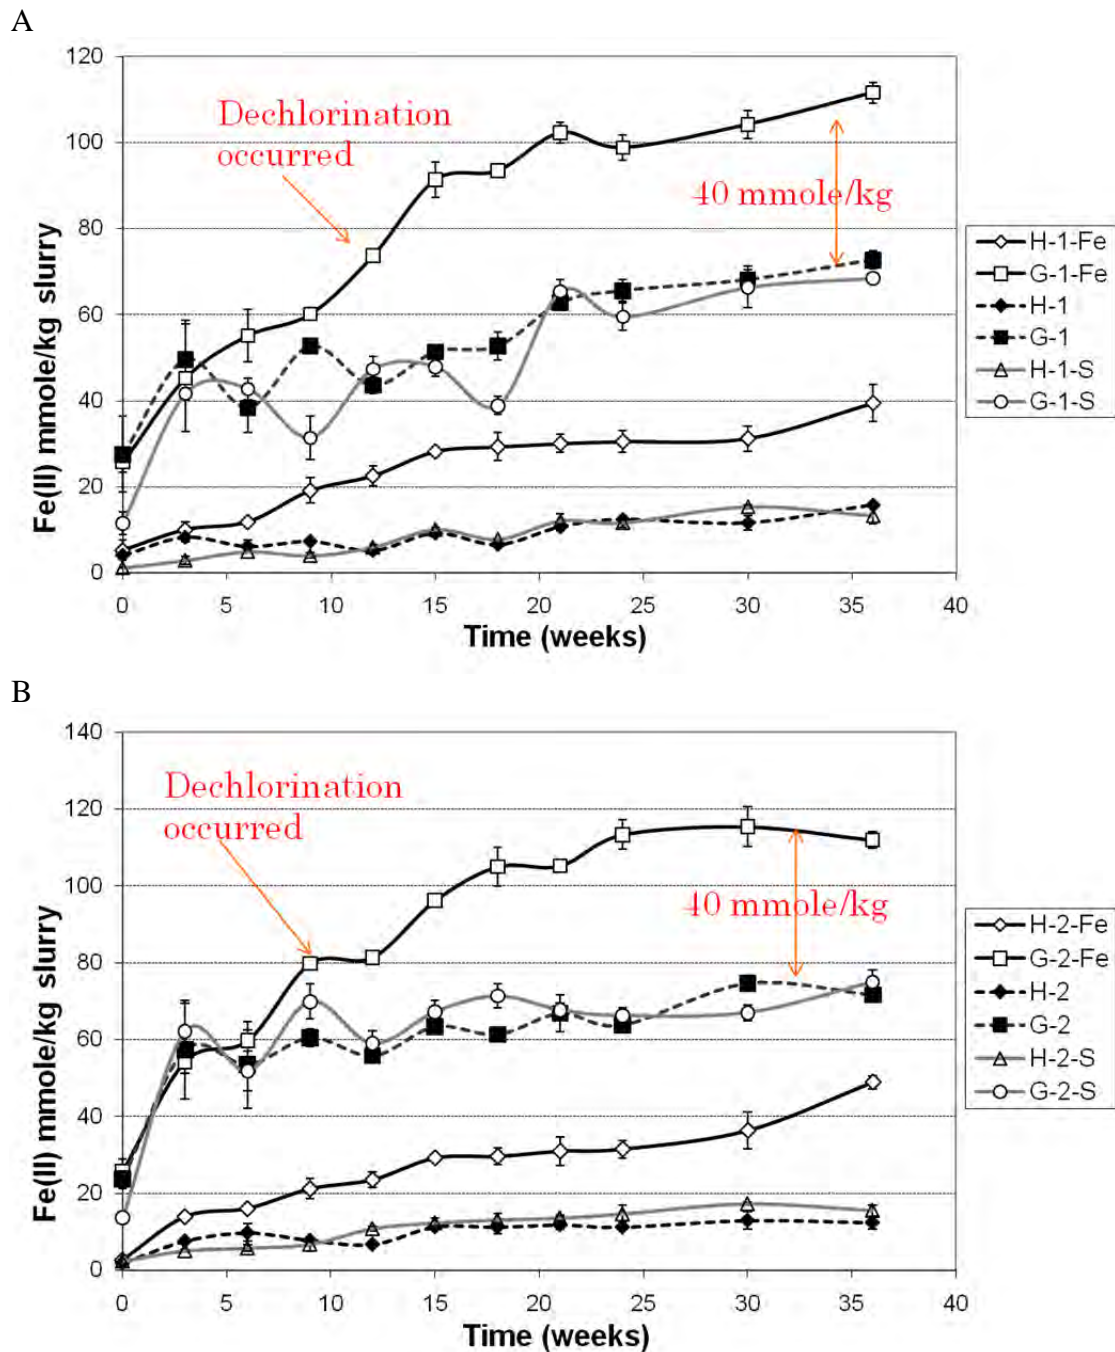 A
120
100
80
60
40
20
0
0 5 10 15 20 25 30 35 40
Fe(II) mmole/kg slurry
Time (weeks)
Dechlorination
occurred
40 mmole/kg
H-1-Fe
G-1-Fe
H-1
G-1
H-1-S
G-1-S
B
140
120
100
80
60
40
20
0
0 5 10 15 20 25 30 35 40
Fe(II) mmole/kg slurry
Time (weeks)
Dechlorination
occurred
40 mmole/kg
H-2-Fe
G-2-Fe
H-2
G-2
H-2-S
G-2-S